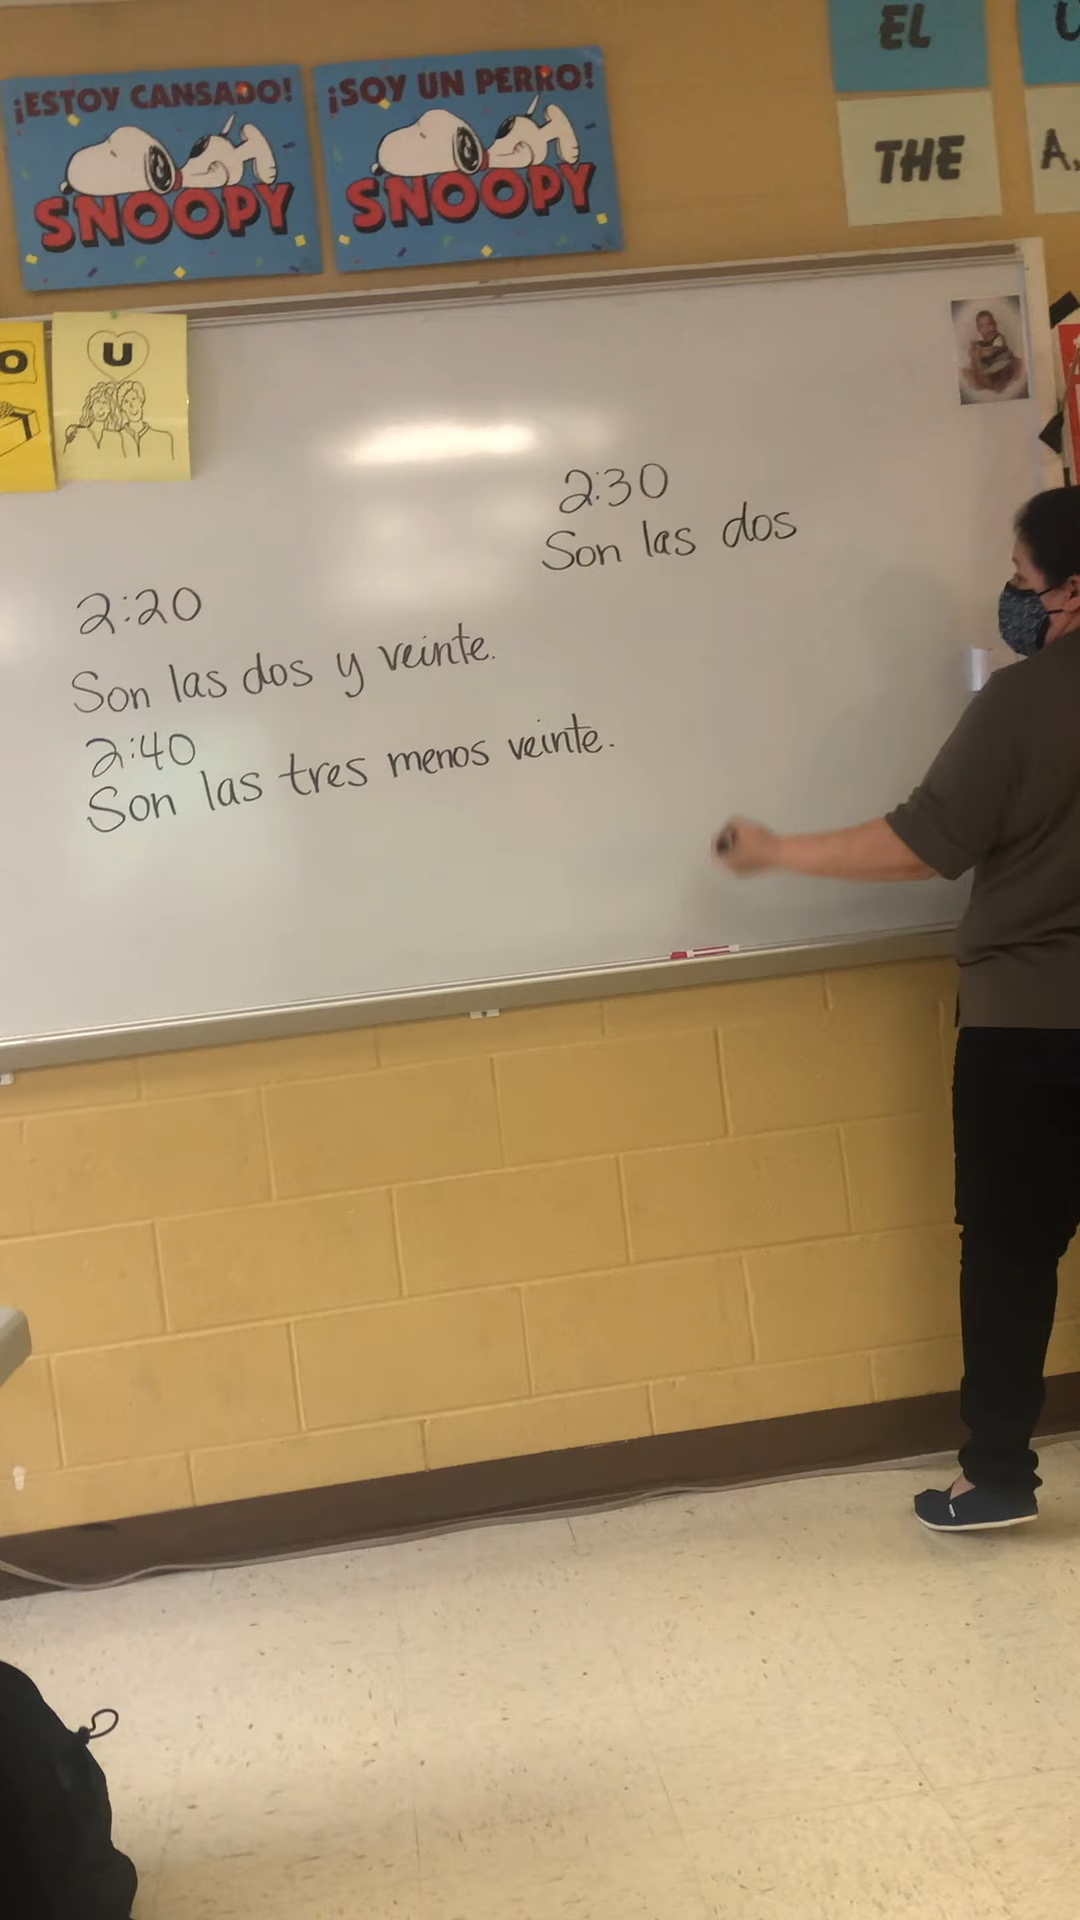 ¡ESTOY CANSADO!
SNOOPY
¡SOY UN PERRO!
SNOOPY
EL
U
THE
A,
O
U
2:30
Son las dos
2:20
Son las dos y veinte.
2:40
Son las tres menos veinte.